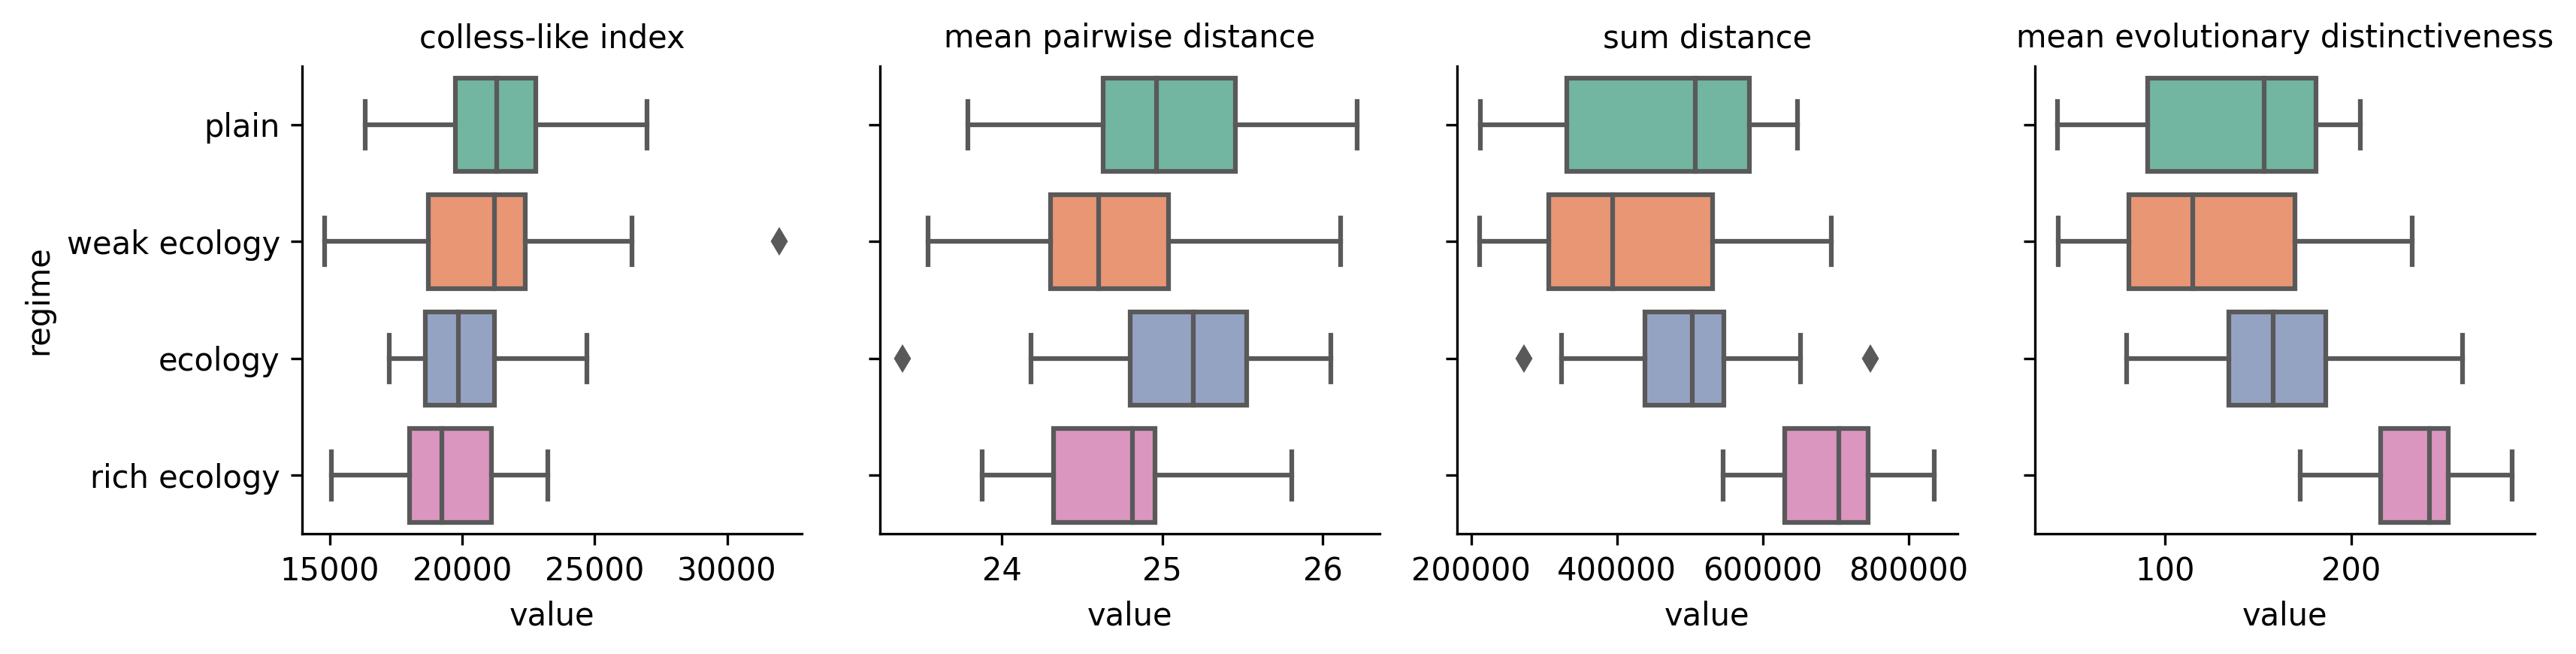 colless-like index
mean pairwise distance
sum distance
mean evolutionary distinctiveness
regime
plain
weak ecology
ecology
rich ecology
15000 20000 25000 30000
24 25 26
200000 400000 600000 800000
100 200
value
value
value
value